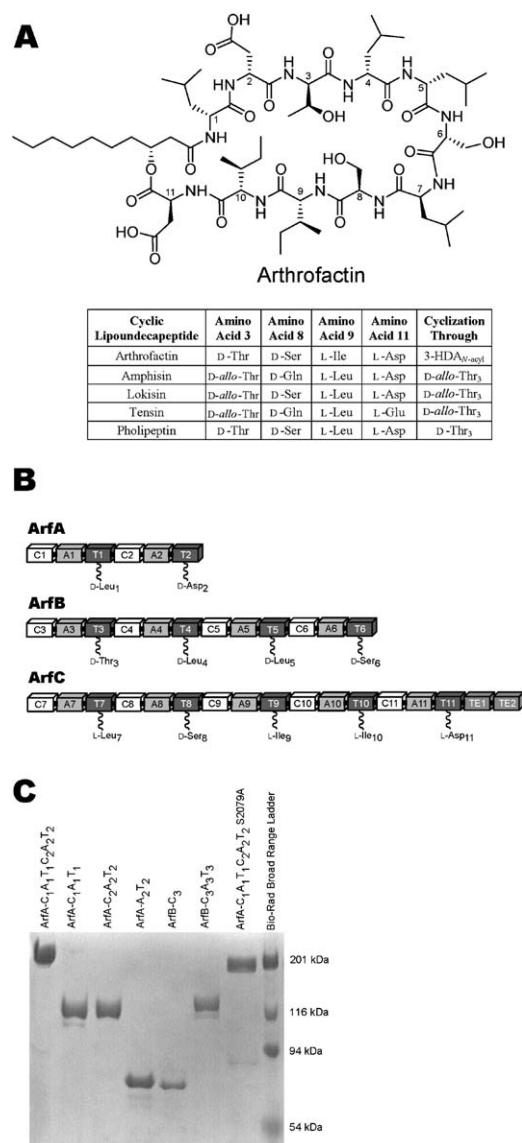 A
HO
O
O
OH
H
N
2
O
H
N
3
OH
O
H
N
4
O
H
N
5
O
HN
6
OH
O
NH
7
O
HO
8
N
H
O
9
N
H
O
10
N
H
O
11
HO
O
O
O
N
H
1
O
Arthrofactin
Cyclic Lipoundecapeptide | Amino Acid 3 | Amino Acid 8 | Amino Acid 9 | Amino Acid 11 | Cyclization Through
Arthrofactin | D-Thr | D-Ser | L-Ile | L-Asp | 3-HDA N-acyl
Amphisin | D-allo-Thr | D-Gln | L-Leu | L-Asp | D-allo-Thr3
Lokisin | D-allo-Thr | D-Ser | L-Leu | L-Asp | D-allo-Thr3
Tensin | D-allo-Thr | D-Gln | L-Leu | L-Glu | D-allo-Thr3
Pholipeptin | D-Thr | D-Ser | L-Leu | L-Asp | D-Thr3
B
ArfA
C1 A1 T1 C2 A2 T2
D-Leu1 D-Asp2
ArfB
C3 A3 T3 C4 A4 T4 C5 A5 T5 C6 A6 T6
D-Thr3 D-Leu4 D-Leu5 D-Ser6
ArfC
C7 A7 T7 C8 A8 T8 C9 A9 T9 C10 A10 T10 C11 A11 T11 TE1 TE2
L-Leu7 D-Ser8 L-Ile9 L-Ile10 L-Asp11
C
ArfA-C1A1T1C2A2T2
ArfA-C1A1T1
ArfA-C2A2T2
ArfA-A2T2
ArfB-C3
ArfB-C3A3T3
ArfA-C1A1T1C2A2T2 S2079A
Bio-Rad Broad Range Ladder
201 kDa
116 kDa
94 kDa
54 kDa